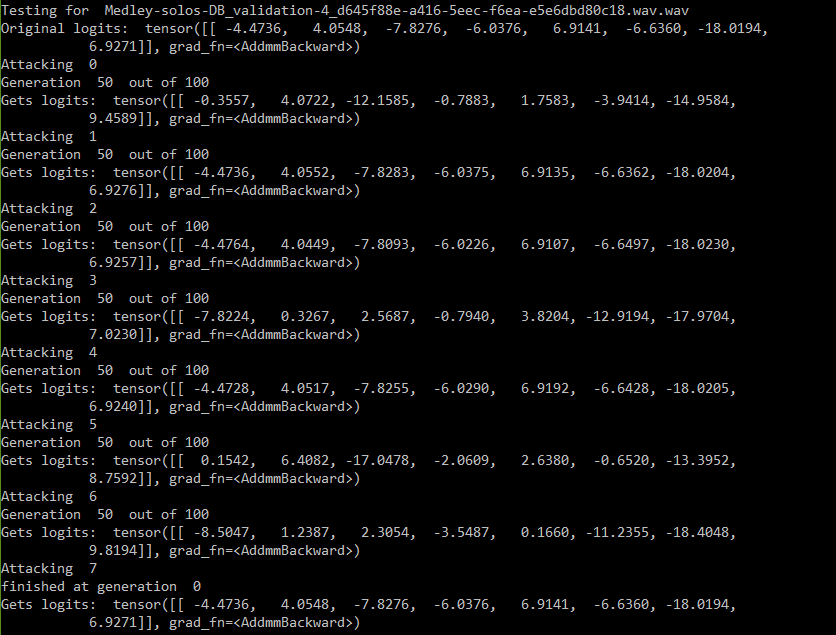 Testing for  Medley-solos-DB_validation-4_d645f88e-a416-5eec-f6ea-e5e6dbd80c18.wav.wav
Original logits:  tensor([[ -4.4736,   4.0548,  -7.8276,  -6.0376,   6.9141,  -6.6360, -18.0194,
           6.9271]], grad_fn=<AddmmBackward>)
Attacking  0
Generation  50  out of 100
Gets logits:  tensor([[ -0.3557,   4.0722, -12.1585,  -0.7883,   1.7583,  -3.9414, -14.9584,
           9.4589]], grad_fn=<AddmmBackward>)
Attacking  1
Generation  50  out of 100
Gets logits:  tensor([[ -4.4736,   4.0552,  -7.8283,  -6.0375,   6.9135,  -6.6362, -18.0204,
           6.9276]], grad_fn=<AddmmBackward>)
Attacking  2
Generation  50  out of 100
Gets logits:  tensor([[ -4.4764,   4.0449,  -7.8093,  -6.0226,   6.9107,  -6.6497, -18.0230,
           6.9257]], grad_fn=<AddmmBackward>)
Attacking  3
Generation  50  out of 100
Gets logits:  tensor([[ -7.8224,   0.3267,   2.5687,  -0.7940,   3.8204, -12.9194, -17.9704,
           7.0230]], grad_fn=<AddmmBackward>)
Attacking  4
Generation  50  out of 100
Gets logits:  tensor([[ -4.4728,   4.0517,  -7.8255,  -6.0290,   6.9192,  -6.6428, -18.0205,
           6.9240]], grad_fn=<AddmmBackward>)
Attacking  5
Generation  50  out of 100
Gets logits:  tensor([[  0.1542,   6.4082, -17.0478,  -2.0609,   2.6380,  -0.6520, -13.3952,
           8.7592]], grad_fn=<AddmmBackward>)
Attacking  6
Generation  50  out of 100
Gets logits:  tensor([[ -8.5047,   1.2387,   2.3054,  -3.5487,   0.1660, -11.2355, -18.4048,
           9.8194]], grad_fn=<AddmmBackward>)
Attacking  7
finished at generation  0
Gets logits:  tensor([[ -4.4736,   4.0548,  -7.8276,  -6.0376,   6.9141,  -6.6360, -18.0194,
           6.9271]], grad_fn=<AddmmBackward>)